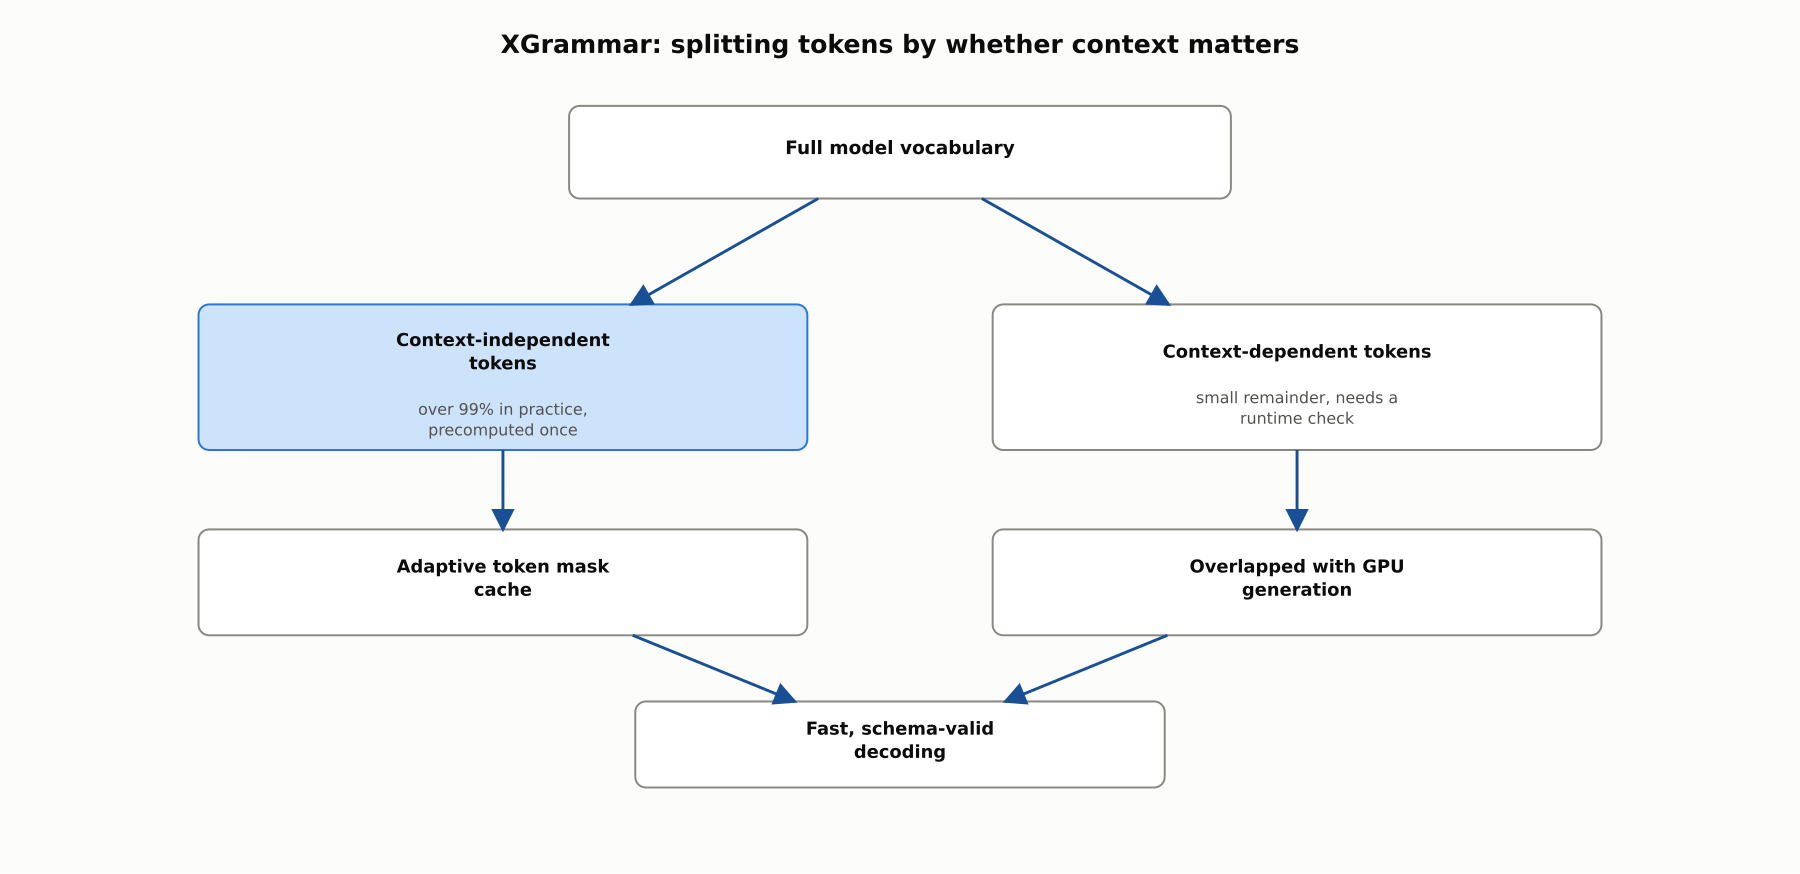 XGrammar: splitting tokens by whether context matters
Full model vocabulary
Context-independent
tokens
over 99% in practice,
precomputed once
Context-dependent tokens
small remainder, needs a
runtime check
Adaptive token mask
cache
Overlapped with GPU
generation
Fast, schema-valid
decoding